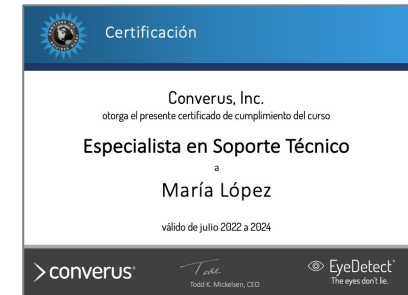 Certificación
Converus, Inc.
otorga el presente certificado de cumplimiento del curso
Especialista en Soporte Técnico
a
María López
válido de julio 2022 a 2024
converus®
Todd K. Mickelsen, CEO
EyeDetect®
The eyes don't lie.